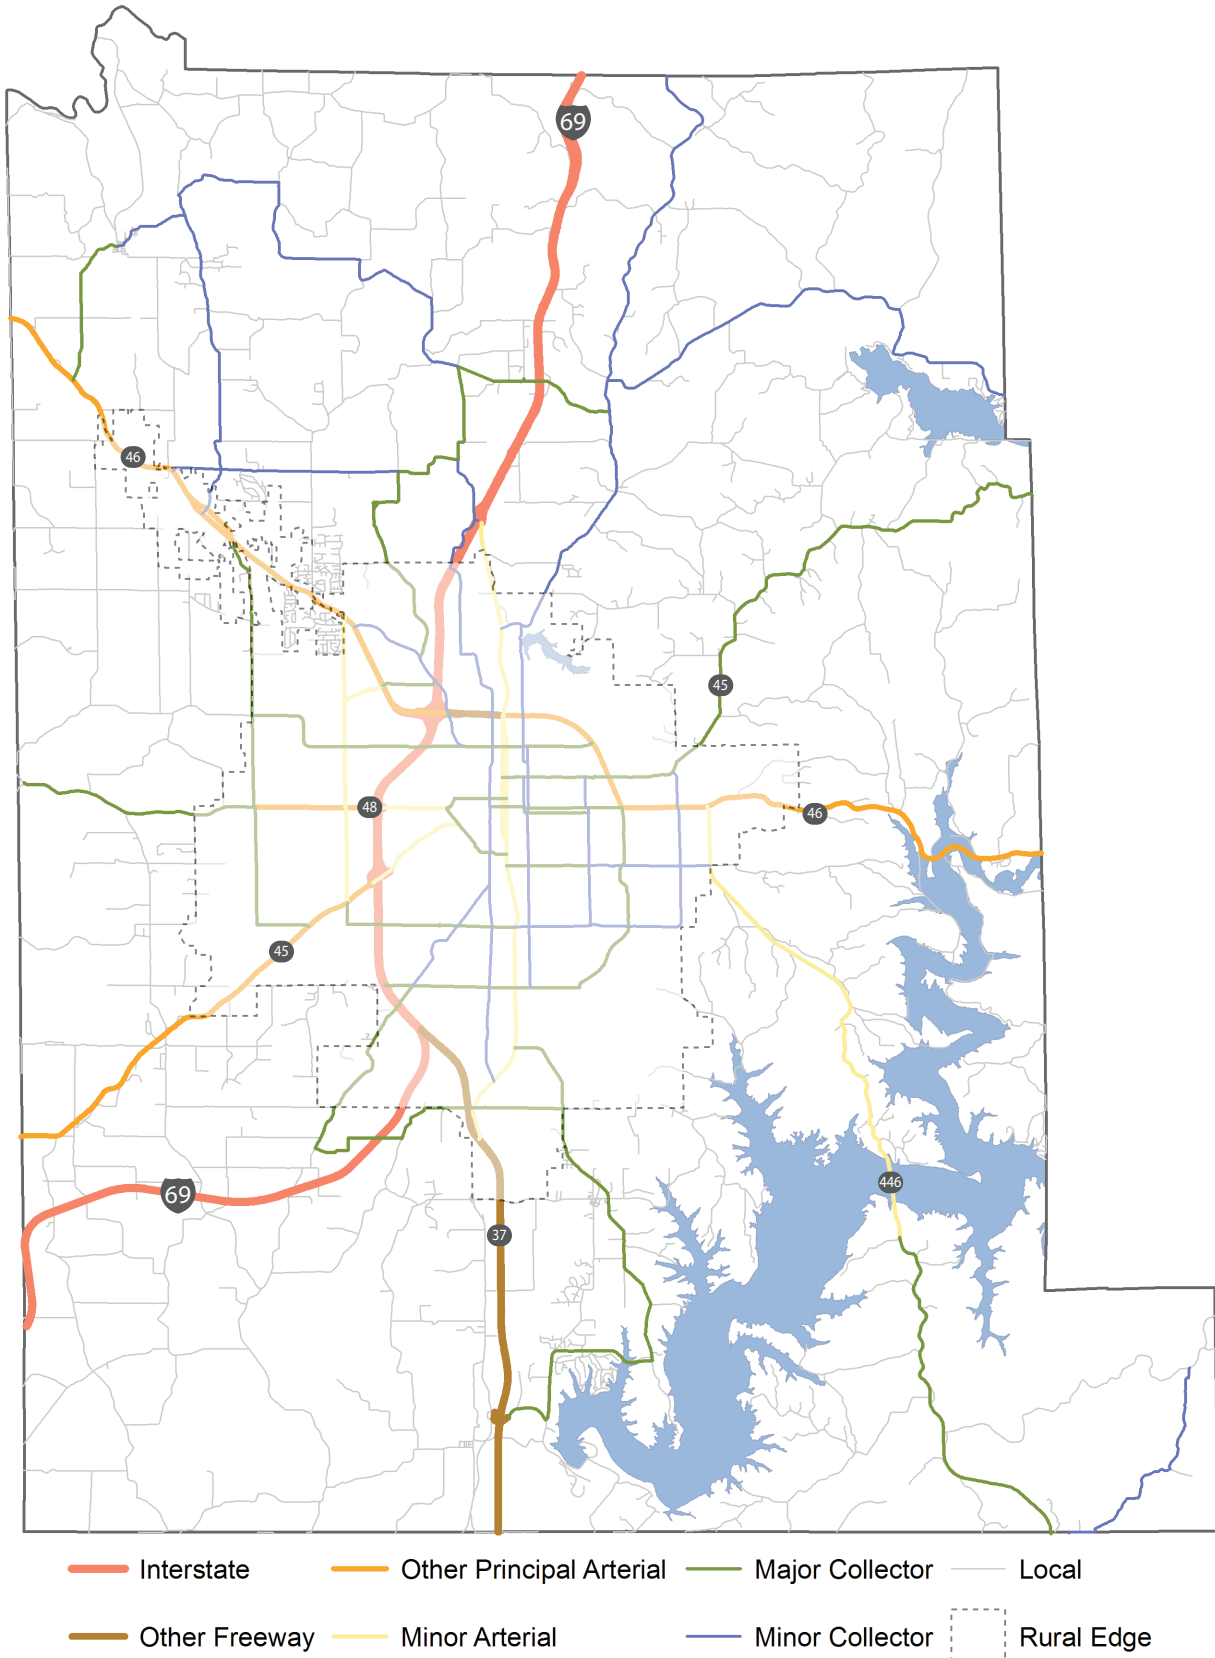 69
46
45
48
46
45
446
69
37
Interstate
Other Principal Arterial
Major Collector
Local
Other Freeway
Minor Arterial
Minor Collector
Rural Edge